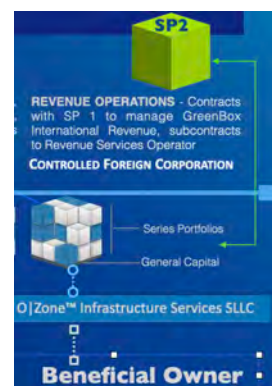 SP2
REVENUE OPERATIONS - Contracts
with SP 1 to manage GreenBox
International Revenue, subcontracts
to Revenue Services Operator
CONTROLLED FOREIGN CORPORATION
Series Portfolios
General Capital
O|Zone™ Infrastructure Services SLLC
Beneficial Owner